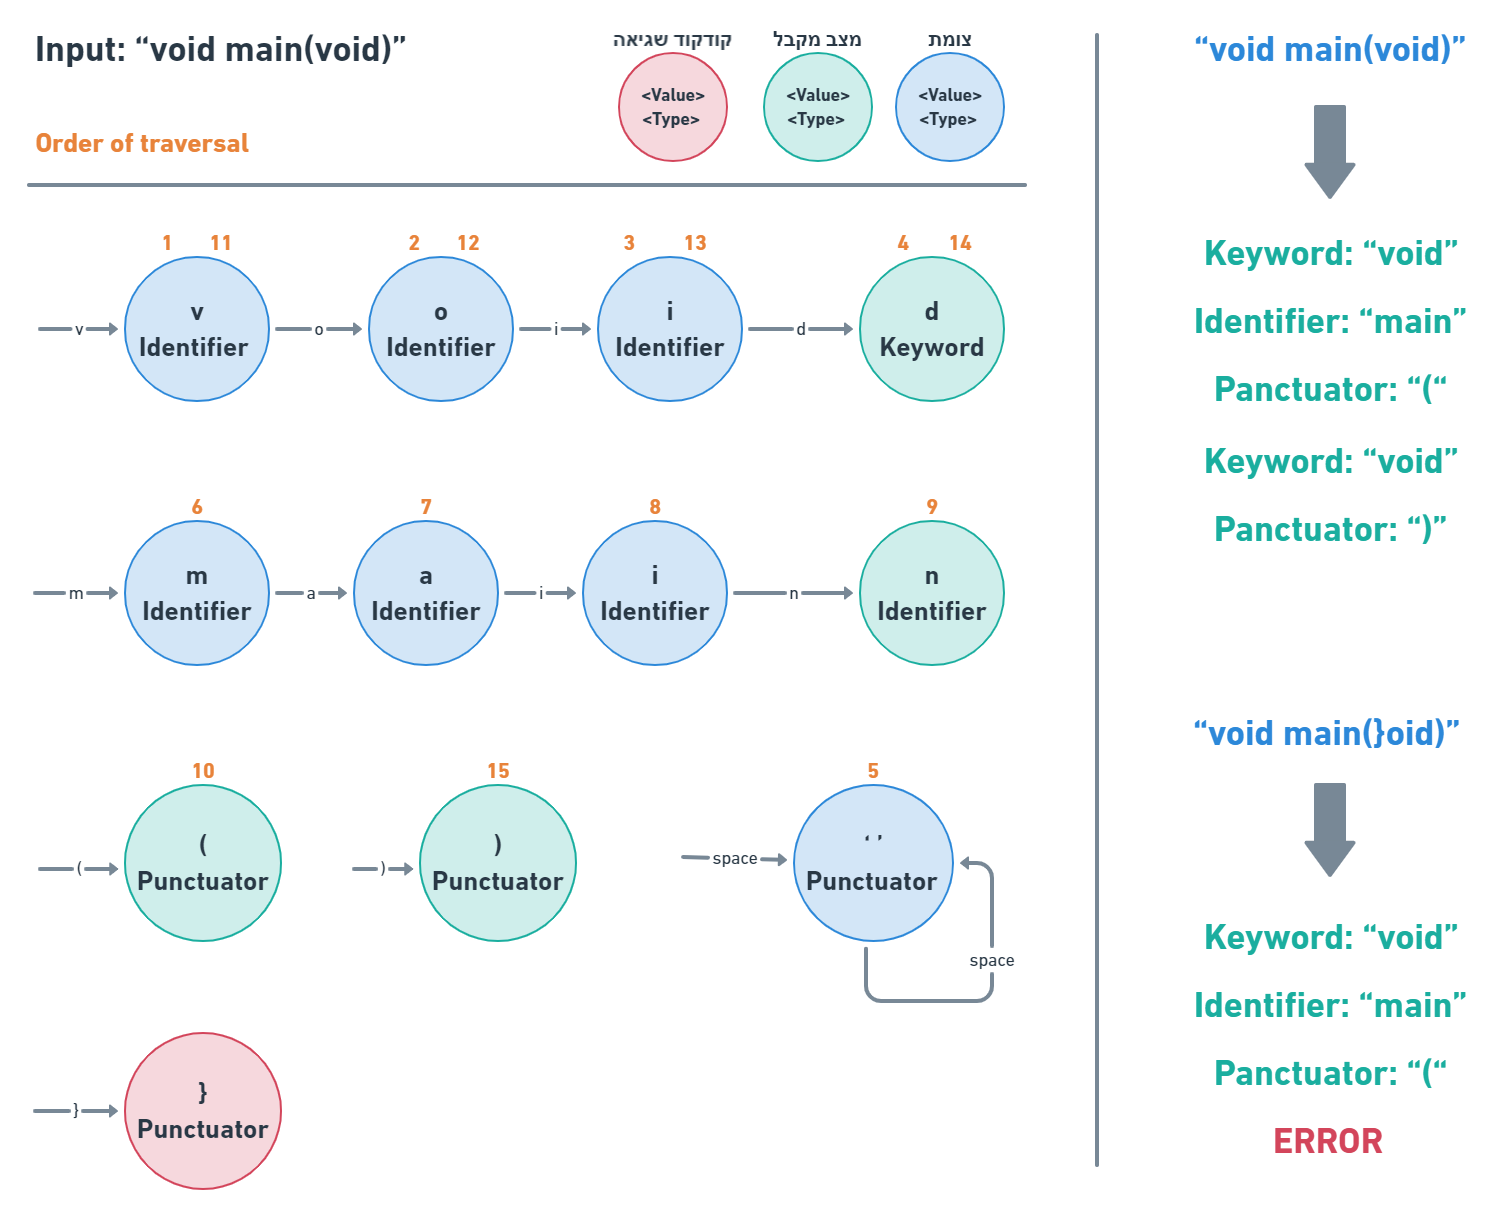 Input: “void main(void)”
Order of traversal
קודקוד שגיאה
<Value>
<Type>
מצב מקבל
<Value>
<Type>
צומת
<Value>
<Type>
1 11
2 12
3 13
4 14
v
v
Identifier
o
o
Identifier
i
i
Identifier
d
d
Keyword
6
7
8
9
m
m
Identifier
a
a
Identifier
i
i
Identifier
n
n
Identifier
10
15
5
(
(
Punctuator
)
)
Punctuator
space
‘ ’
Punctuator
space
}
}
Punctuator
“void main(void)”
Keyword: “void”
Identifier: “main”
Panctuator: “(“
Keyword: “void”
Panctuator: “)”
“void main(}oid)”
Keyword: “void”
Identifier: “main”
Panctuator: “(“
ERROR